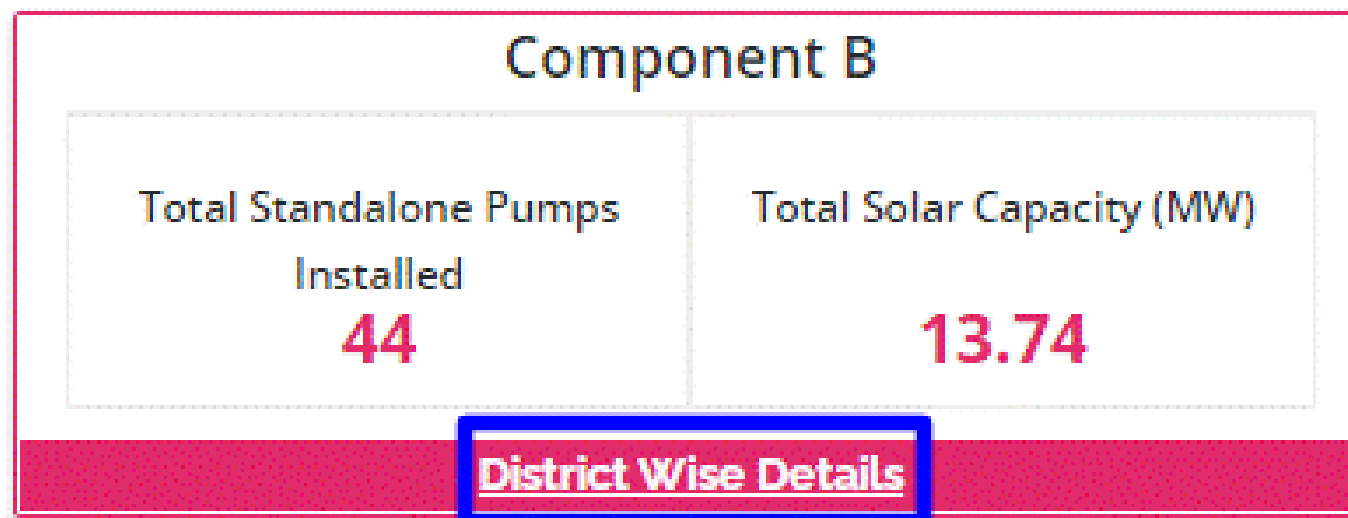 Component B
Total Standalone Pumps
Installed
44
Total Solar Capacity (MW)
13.74
District Wise Details